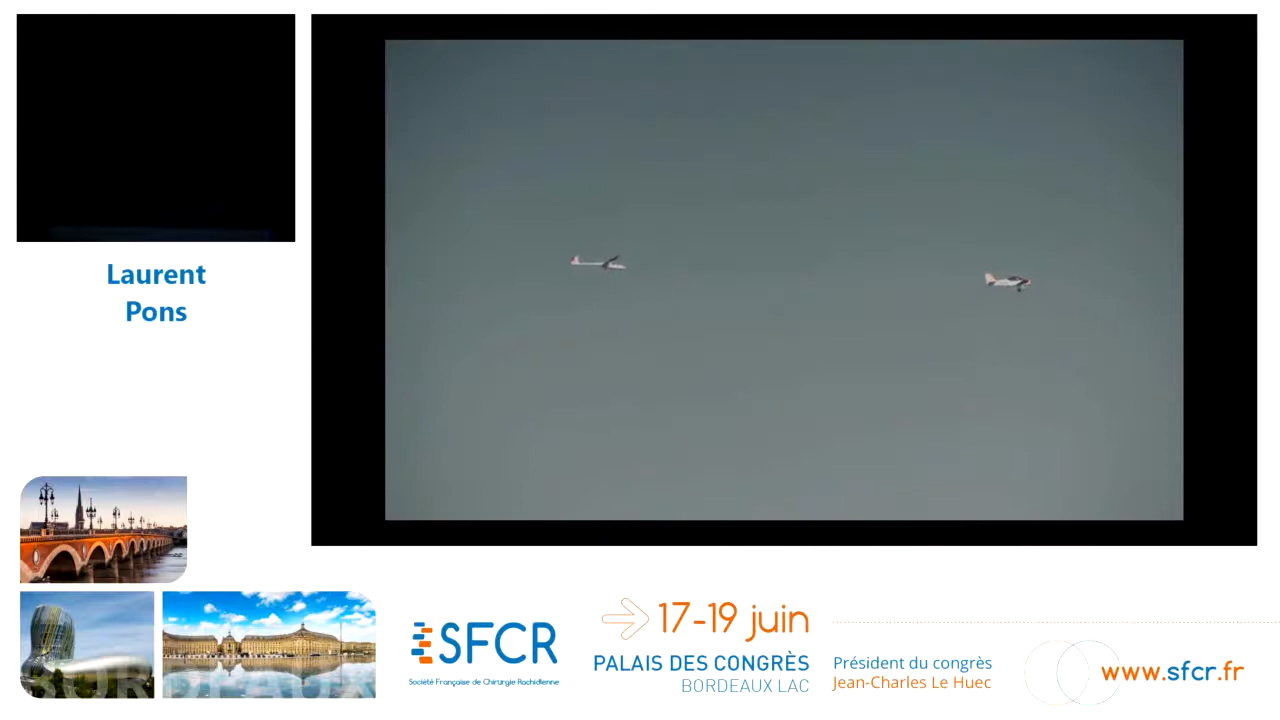 Laurent
Pons
BORDEAUX
SFCR
Société Française de Chirurgie Rachidienne
17-19 juin
PALAIS DES CONGRÈS
BORDEAUX LAC
Président du congrès
Jean-Charles Le Huec
www.sfcr.fr